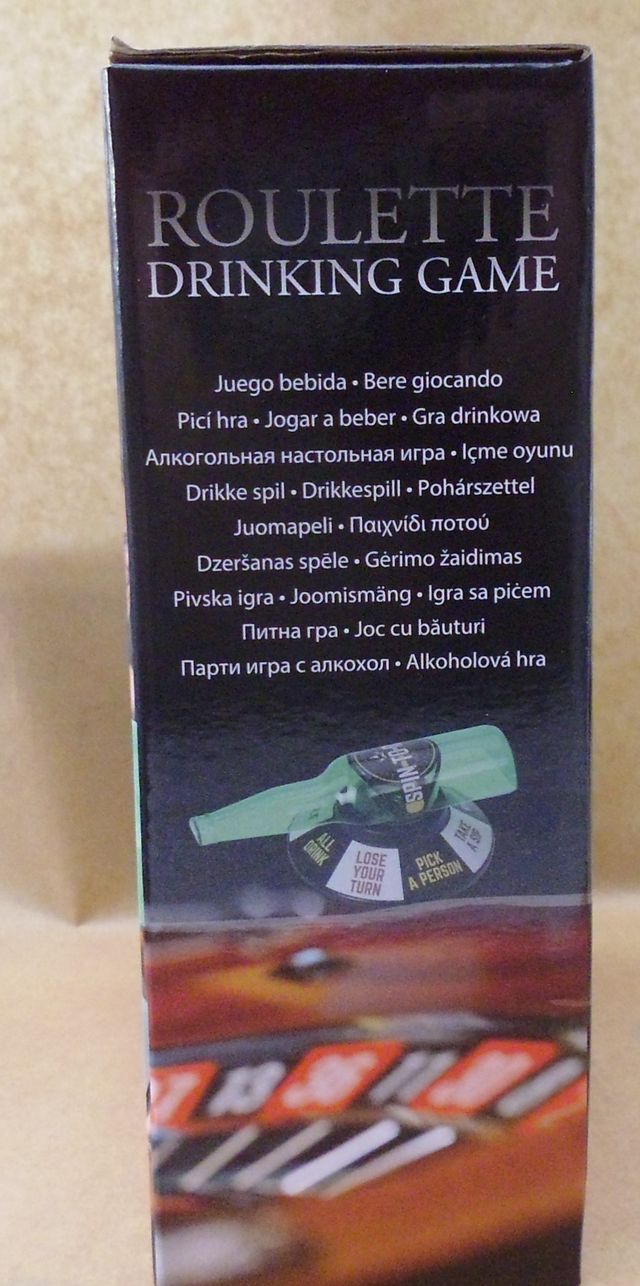 ROULETTE
DRINKING GAME
Juego bebida • Bere giocando
Picí hra • Jogar a beber • Gra drinkowa
Алкогольная настольная игра • Içme oyunu
Drikke spil • Drikkespill • Pohárszettel
Juomapeli • Παιχνίδι ποτού
Dzeršanas spēle • Gėrimo žaidimas
Pivska igra • Joomismäng • Igra sa pićem
Питна гра • Joc cu băuturi
Парти игра с алкохол • Alkoholová hra
SPIN-TO-
ALL
DRINK
LOSE
YOUR
TURN
PICK
A PERSON
TAKE
A SIP
36